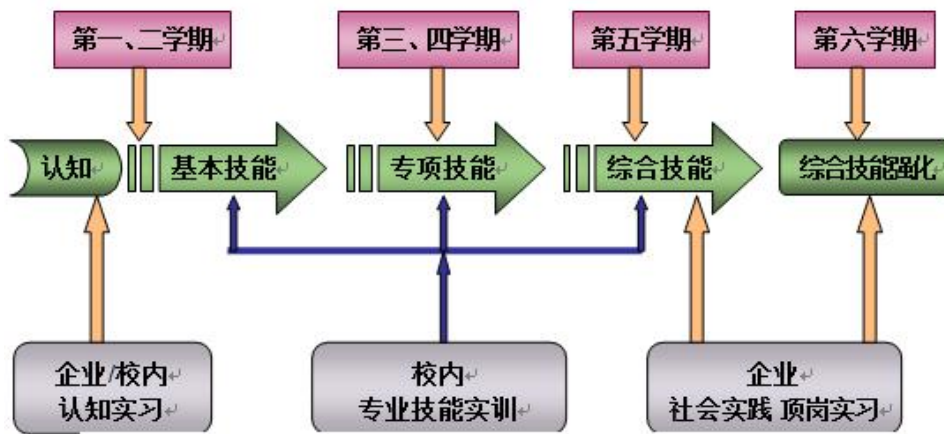 第一、二学期
第三、四学期
第五学期
第六学期
认知
基本技能
专项技能
综合技能
综合技能强化
企业/校内
认知实习
校内
专业技能实训
企业
社会实践 顶岗实习